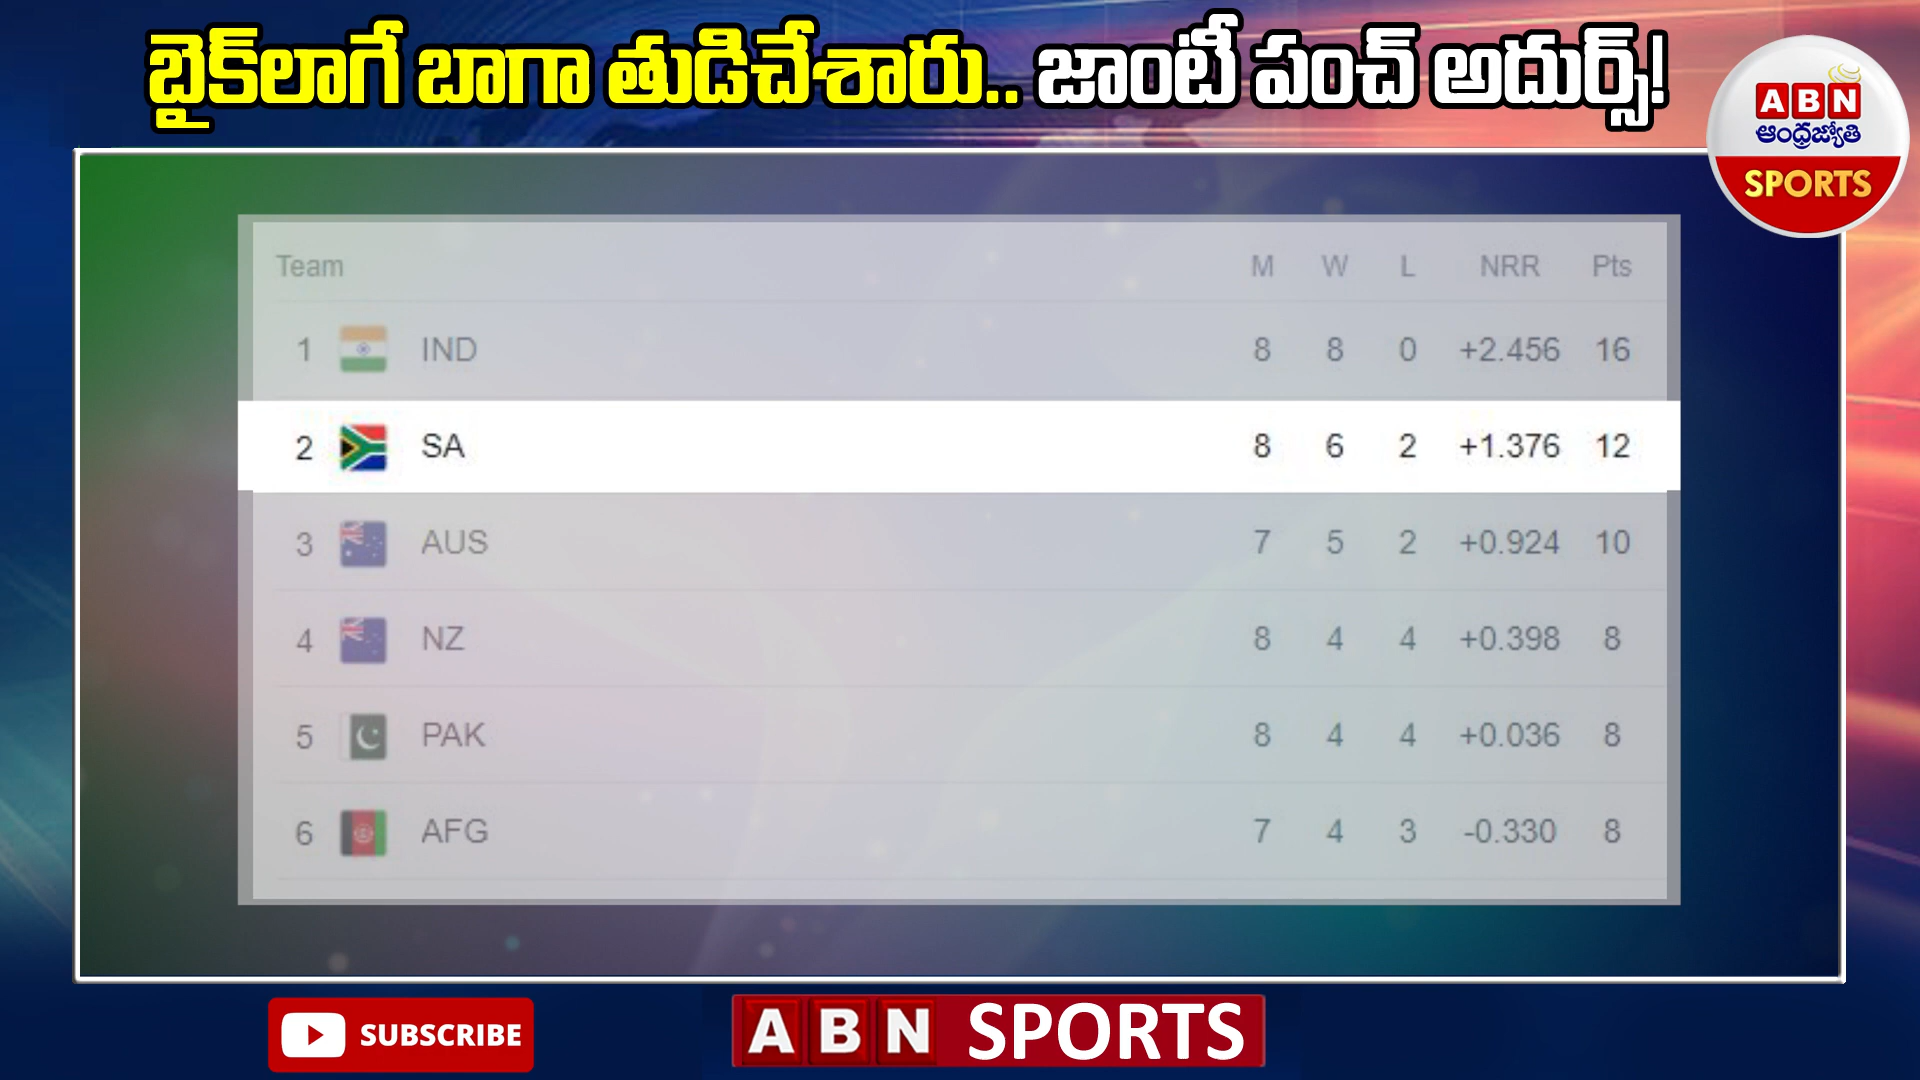 బైక్‌లాగే బాగా తుడిచేశారు.. జాంటీ పంచ్ అదుర్స్!
ABN
ఆంధ్రజ్యోతి
SPORTS
Team M W L NRR Pts
1 IND 8 8 0 +2.456 16
2 SA 8 6 2 +1.376 12
3 AUS 7 5 2 +0.924 10
4 NZ 8 4 4 +0.398 8
5 PAK 8 4 4 +0.036 8
6 AFG 7 4 3 -0.330 8
SUBSCRIBE
ABN SPORTS